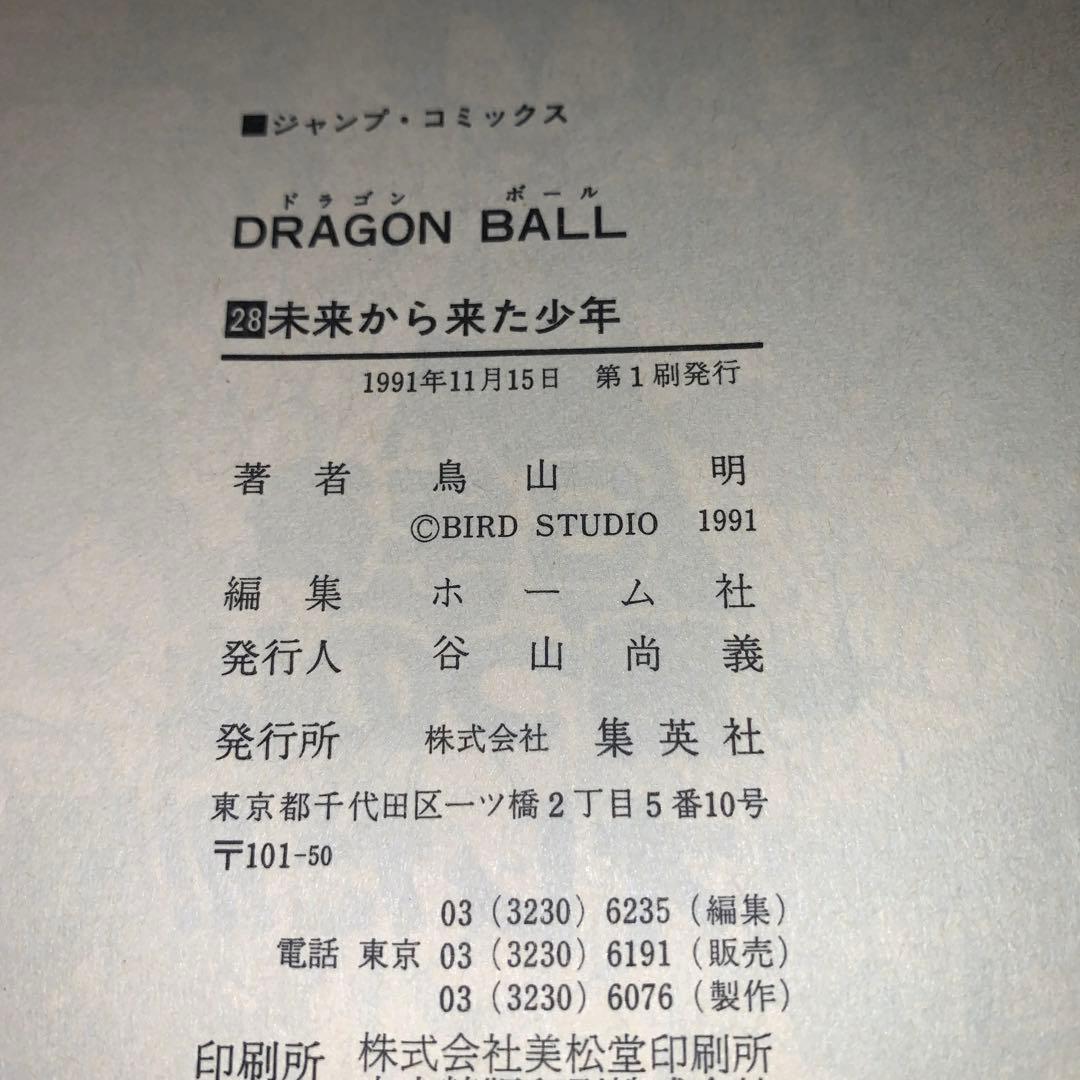 ■ジャンプ・コミックス
ドラゴン ボール
DRAGON BALL
28未来から来た少年
1991年11月15日 第1刷発行
著者 鳥山 明
©BIRD STUDIO 1991
編集 ホーム社
発行人 谷山尚義
発行所 株式会社 集英社
東京都千代田区一ツ橋2丁目5番10号
〒101-50
03(3230)6235(編集)
電話 東京 03(3230)6191(販売)
03(3230)6076(製作)
印刷所 株式会社美松堂印刷所